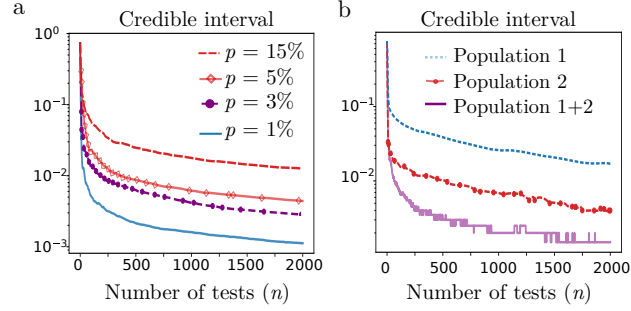 a
Credible interval
10^0
10^-1
10^-2
10^-3
p = 15%
p = 5%
p = 3%
p = 1%
0 500 1000 1500 2000
Number of tests (n)
b
Credible interval
10^-1
10^-2
Population 1
Population 2
Population 1+2
0 500 1000 1500 2000
Number of tests (n)